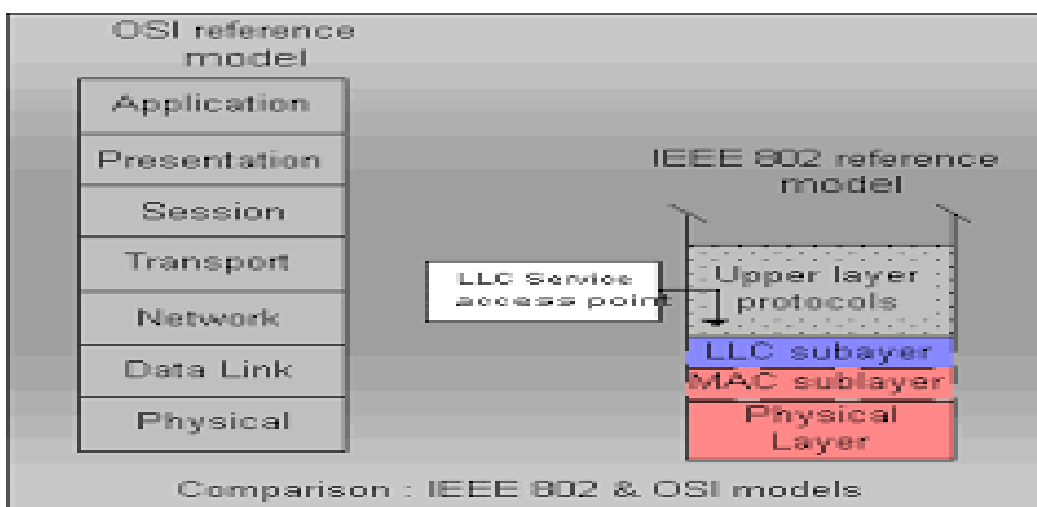 OSI reference
model
Application
Presentation
Session
Transport
Network
Data Link
Physical
IEEE 802 reference
model
LLC Service
access point
Upper layer
protocols
LLC subayer
MAC sublayer
Physical
Layer
Comparison : IEEE 802 & OSI models